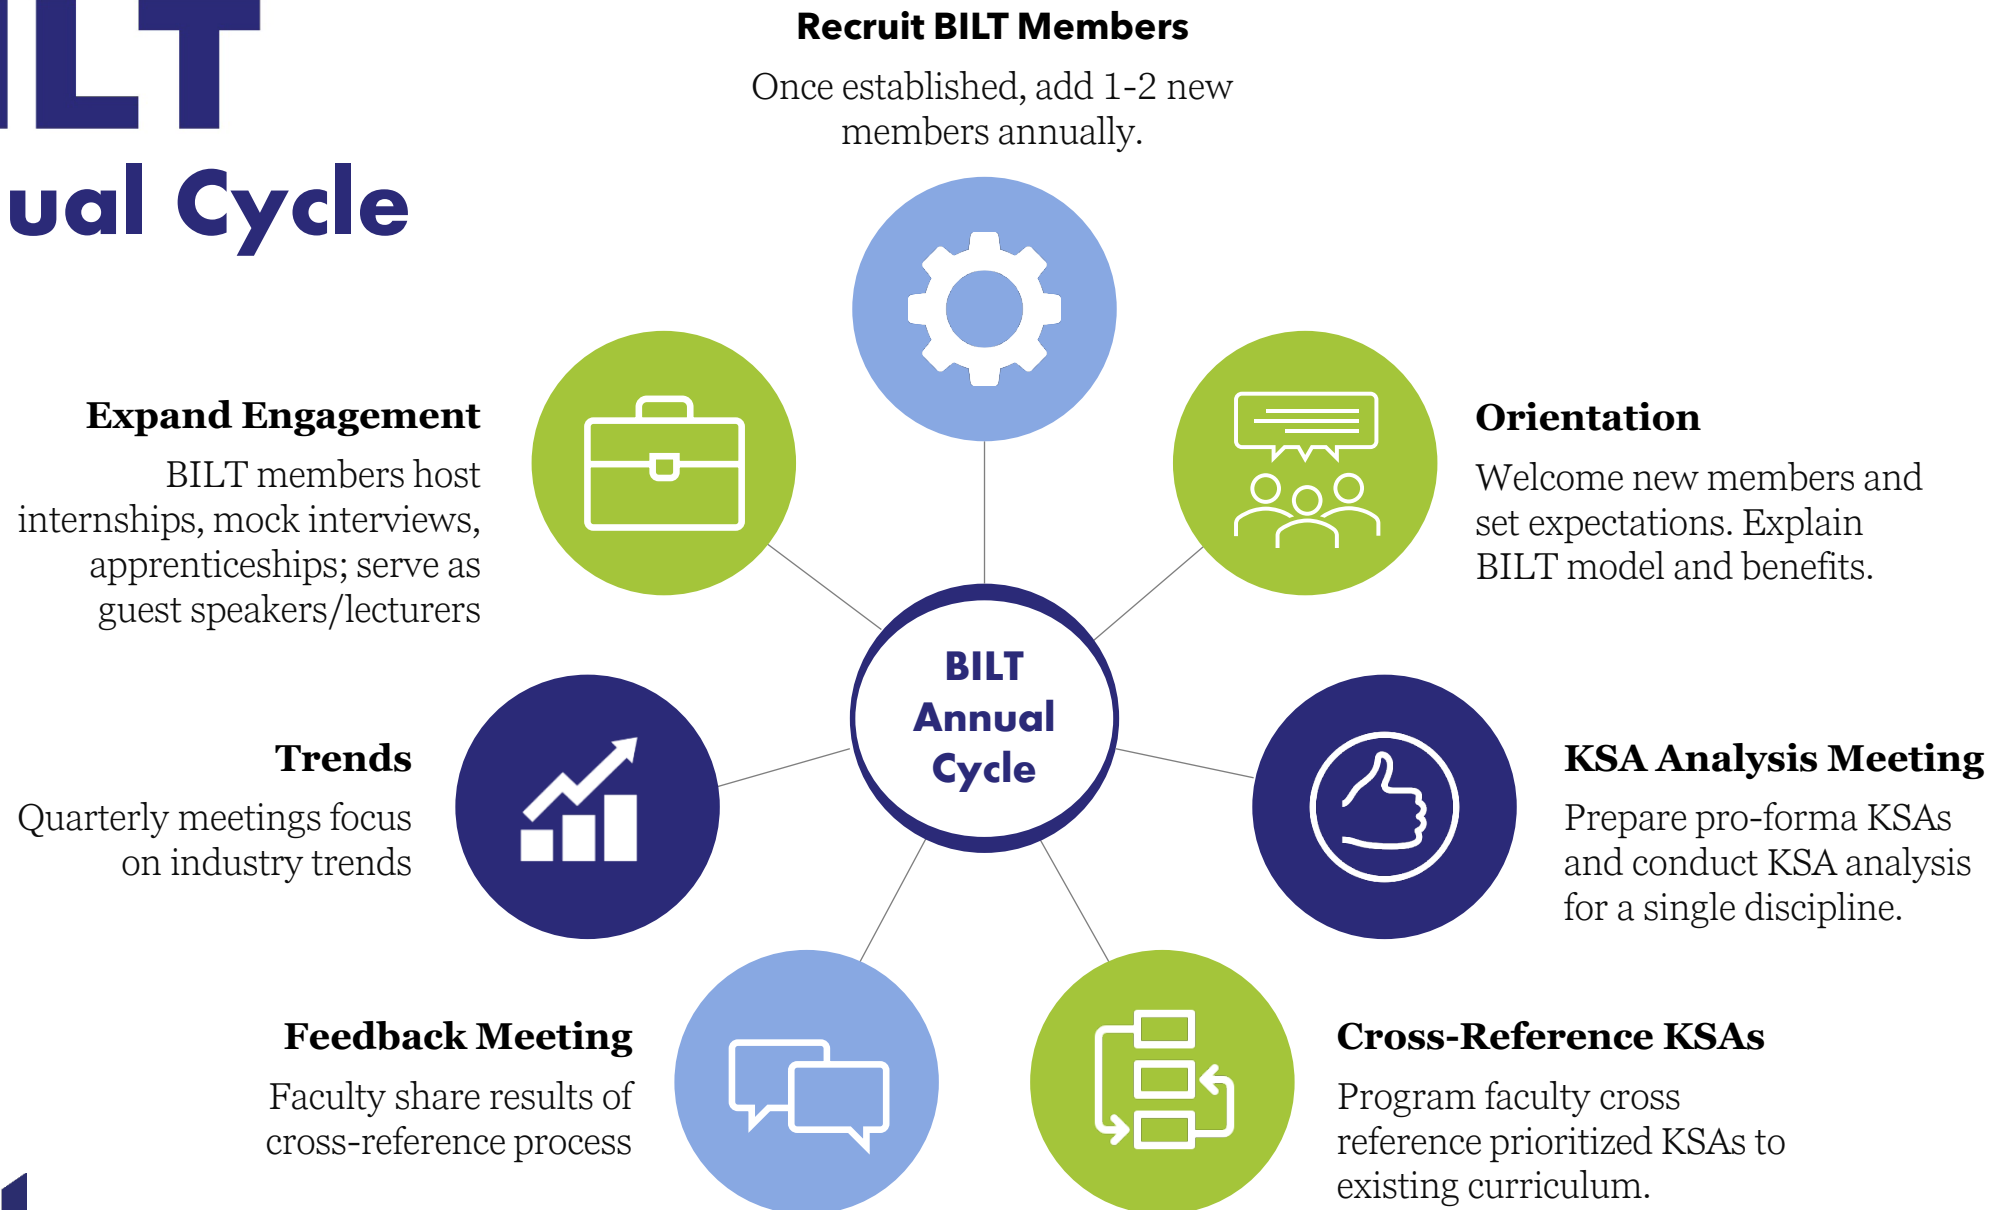 ILT
ual Cycle
Recruit BILT Members
Once established, add 1-2 new
members annually.
Orientation
Welcome new members and
set expectations. Explain
BILT model and benefits.
KSA Analysis Meeting
Prepare pro-forma KSAs
and conduct KSA analysis
for a single discipline.
Cross-Reference KSAs
Program faculty cross
reference prioritized KSAs to
existing curriculum.
Feedback Meeting
Faculty share results of
cross-reference process
Trends
Quarterly meetings focus
on industry trends
Expand Engagement
BILT members host
internships, mock interviews,
apprenticeships; serve as
guest speakers/lecturers
BILT
Annual
Cycle